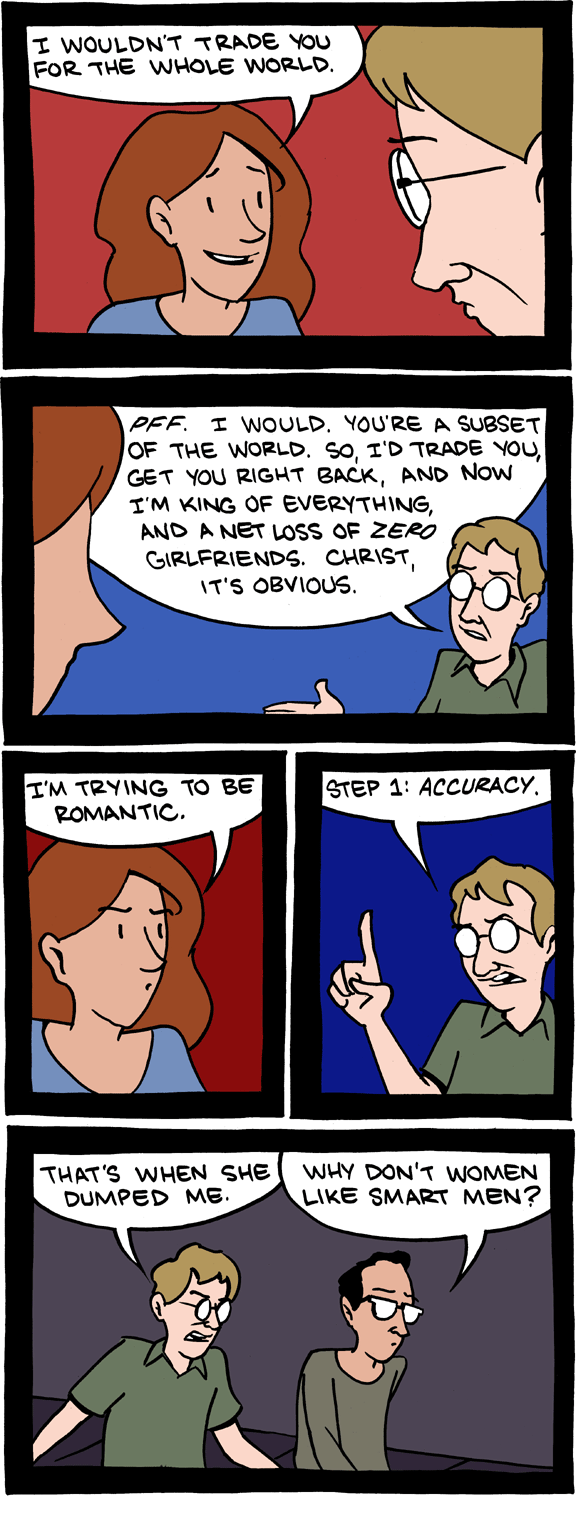 I WOULDN'T TRADE YOU
FOR THE WHOLE WORLD.
PFF. I WOULD. YOU'RE A SUBSET
OF THE WORLD. SO, I'D TRADE YOU,
GET YOU RIGHT BACK, AND NOW
I'M KING OF EVERYTHING,
AND A NET LOSS OF ZERO
GIRLFRIENDS. CHRIST,
IT'S OBVIOUS.
I'M TRYING TO BE
ROMANTIC.
STEP 1: ACCURACY.
THAT'S WHEN SHE
DUMPED ME.
WHY DON'T WOMEN
LIKE SMART MEN?